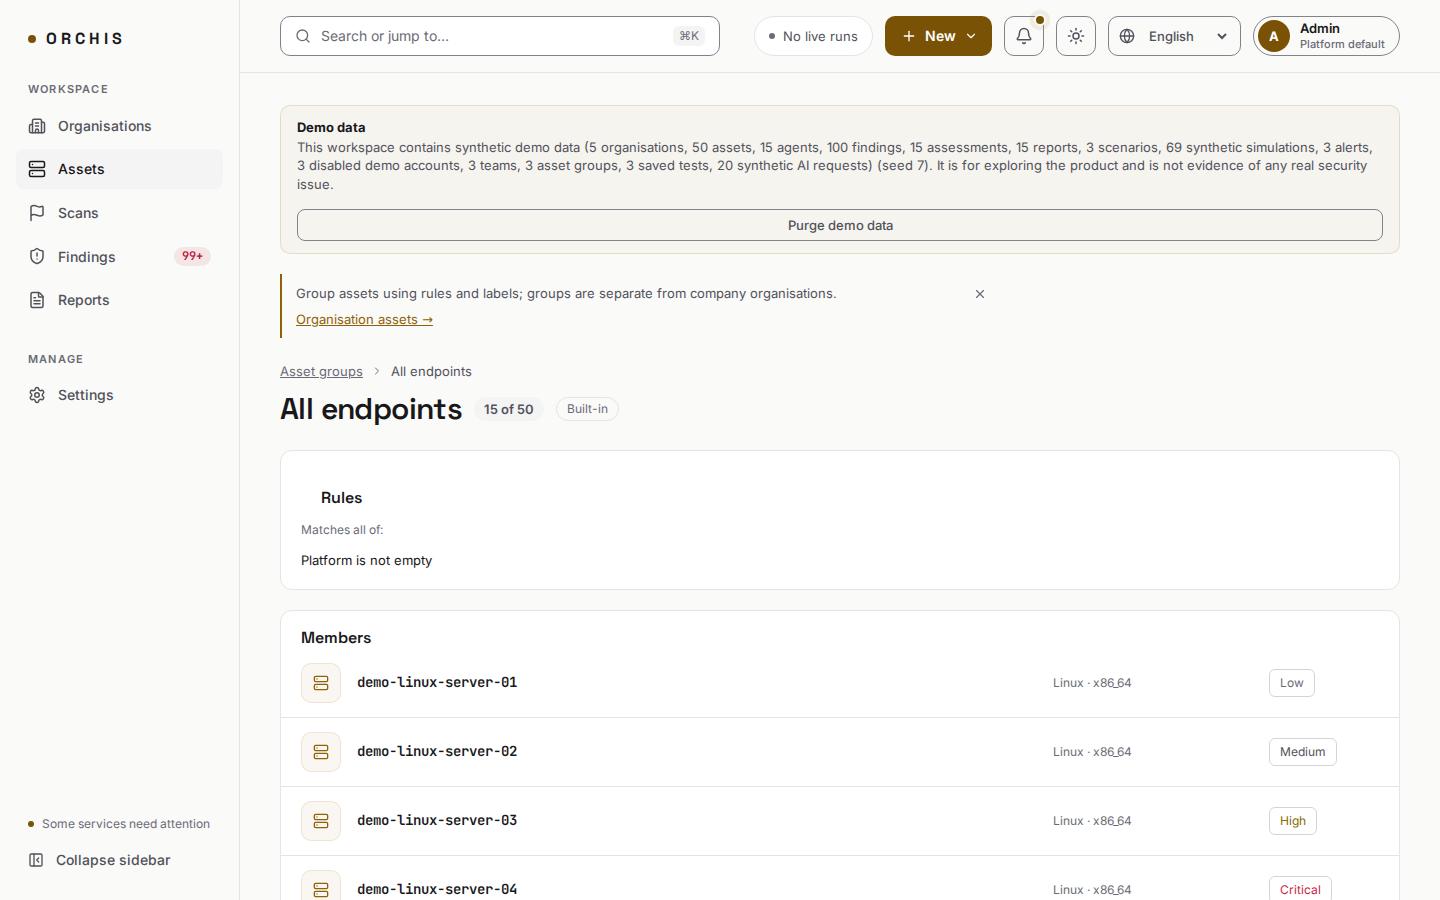 ORCHIS
Search or jump to...
⌘K
No live runs
New
English
A
Admin
Platform default
WORKSPACE
Organisations
Assets
Scans
Findings
99+
Reports
MANAGE
Settings
Some services need attention
Collapse sidebar
Demo data
This workspace contains synthetic demo data (5 organisations, 50 assets, 15 agents, 100 findings, 15 assessments, 15 reports, 3 scenarios, 69 synthetic simulations, 3 alerts,
3 disabled demo accounts, 3 teams, 3 asset groups, 3 saved tests, 20 synthetic AI requests) (seed 7). It is for exploring the product and is not evidence of any real security
issue.
Purge demo data
Group assets using rules and labels; groups are separate from company organisations.
Organisation assets →
Asset groups > All endpoints
All endpoints
15 of 50
Built-in
Rules
Matches all of:
Platform is not empty
Members
demo-linux-server-01
Linux · x86_64
Low
demo-linux-server-02
Linux · x86_64
Medium
demo-linux-server-03
Linux · x86_64
High
demo-linux-server-04
Linux · x86_64
Critical